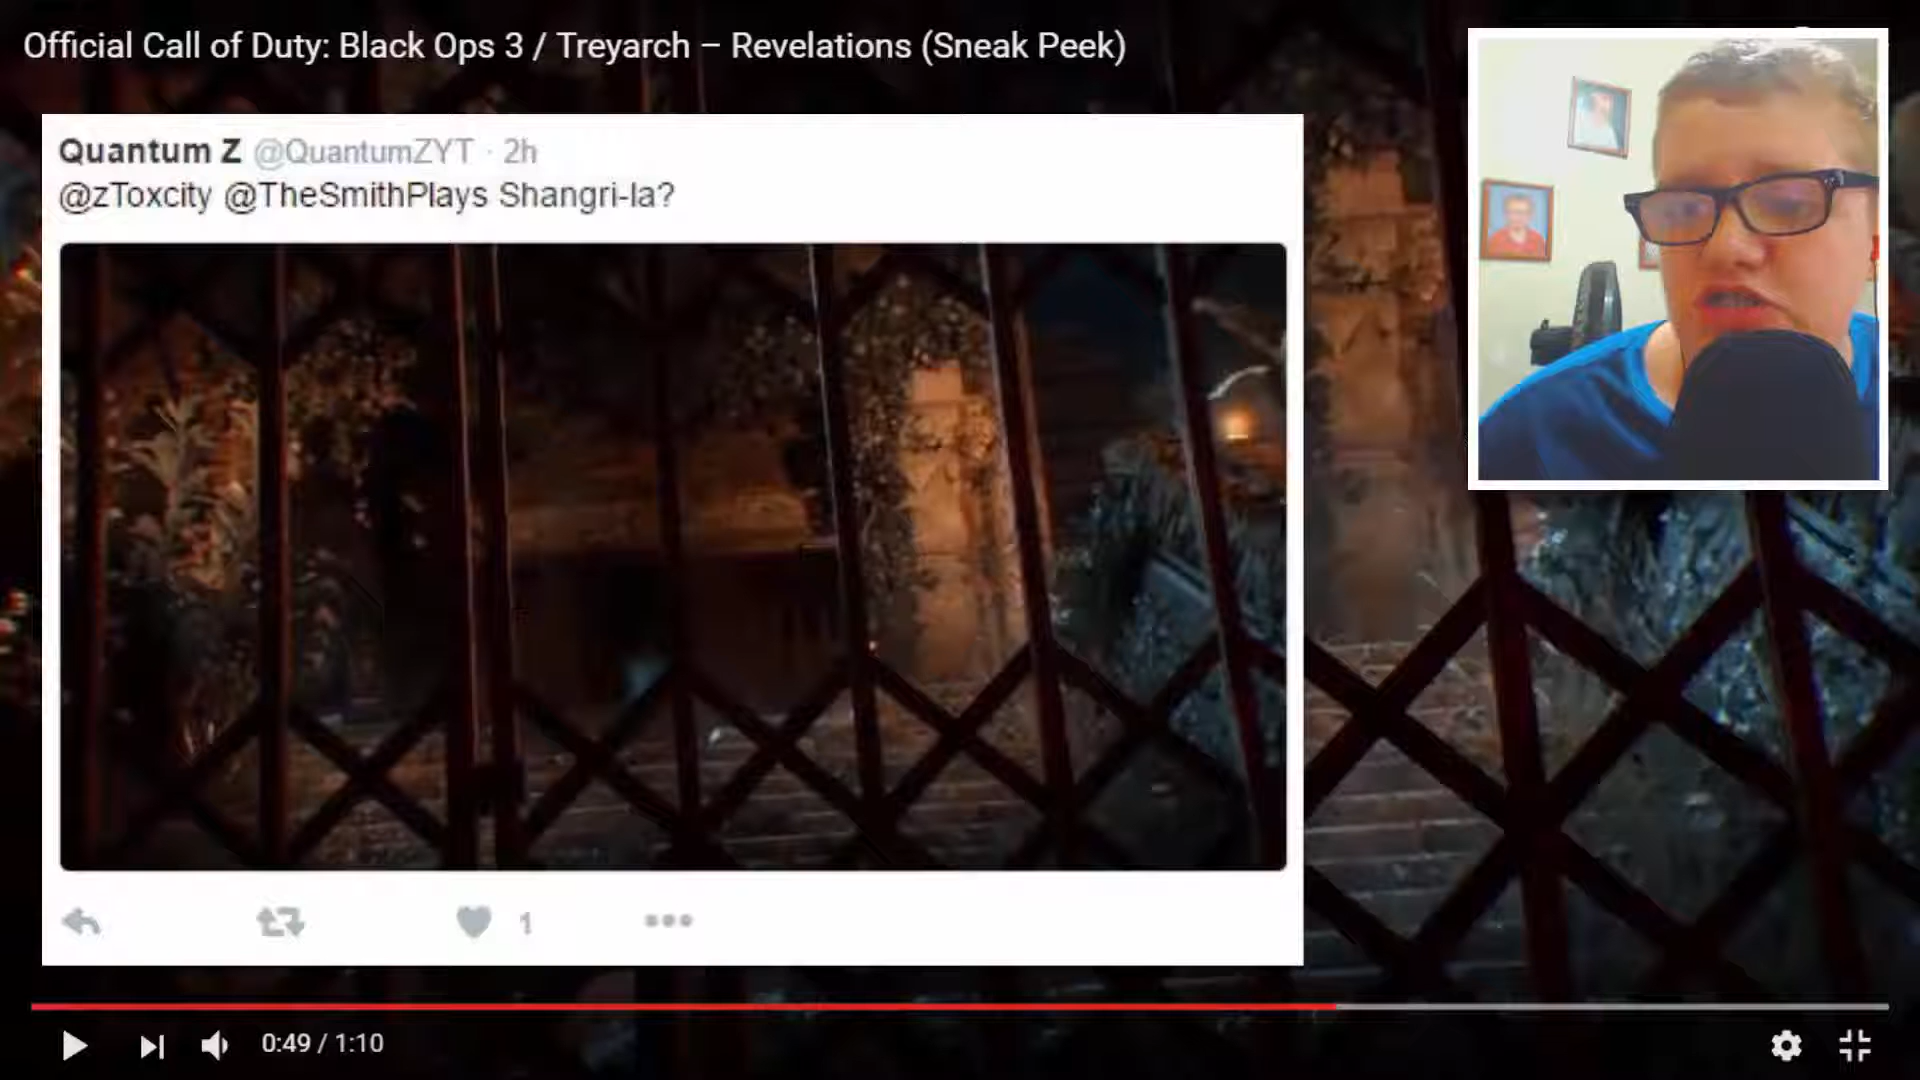 Official Call of Duty: Black Ops 3 / Treyarch – Revelations (Sneak Peek)
Quantum Z @QuantumZYT · 2h
@zToxcity @TheSmithPlays Shangri-la?
1
0:49 / 1:10